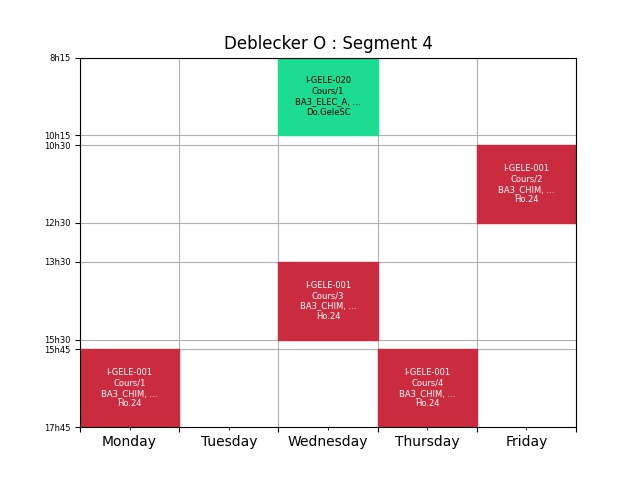 Deblecker O : Segment 4
8h15
10h15
10h30
12h30
13h30
15h30
15h45
17h45
I-GELE-020
Cours/1
BA3_ELEC_A, ...
Do.GeleSC
I-GELE-001
Cours/2
BA3_CHIM, ...
Ho.24
I-GELE-001
Cours/3
BA3_CHIM, ...
Ho.24
I-GELE-001
Cours/1
BA3_CHIM, ...
Ho.24
I-GELE-001
Cours/4
BA3_CHIM, ...
Ho.24
Monday
Tuesday
Wednesday
Thursday
Friday